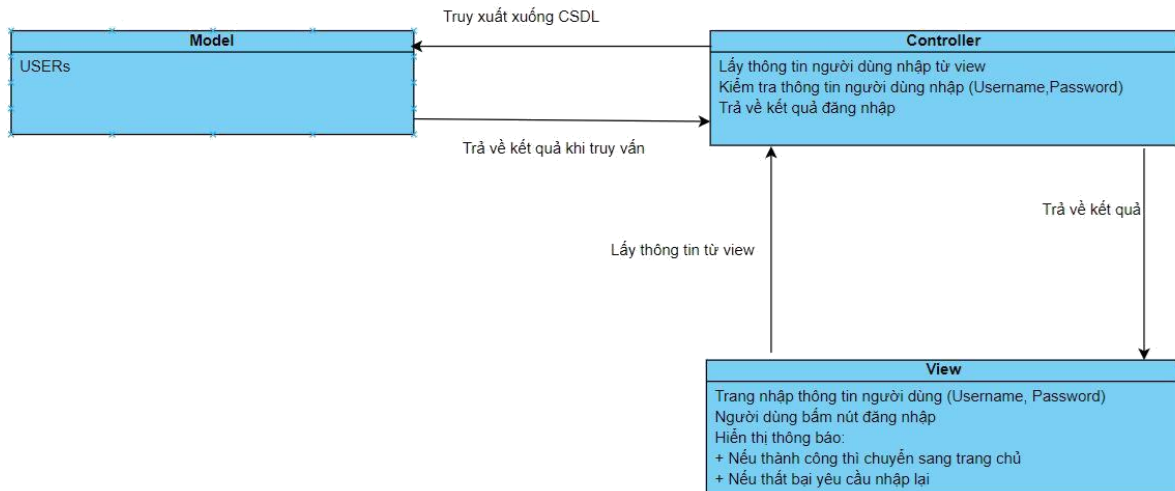 Truy xuất xuống CSDL
Model
USERs
Controller
Lấy thông tin người dùng nhập từ view
Kiểm tra thông tin người dùng nhập (Username,Password)
Trả về kết quả đăng nhập
Trả về kết quả khi truy vấn
Trả về kết quả
Lấy thông tin từ view
View
Trang nhập thông tin người dùng (Username, Password)
Người dùng bấm nút đăng nhập
Hiển thị thông báo:
+ Nếu thành công thì chuyển sang trang chủ
+ Nếu thất bại yêu cầu nhập lại